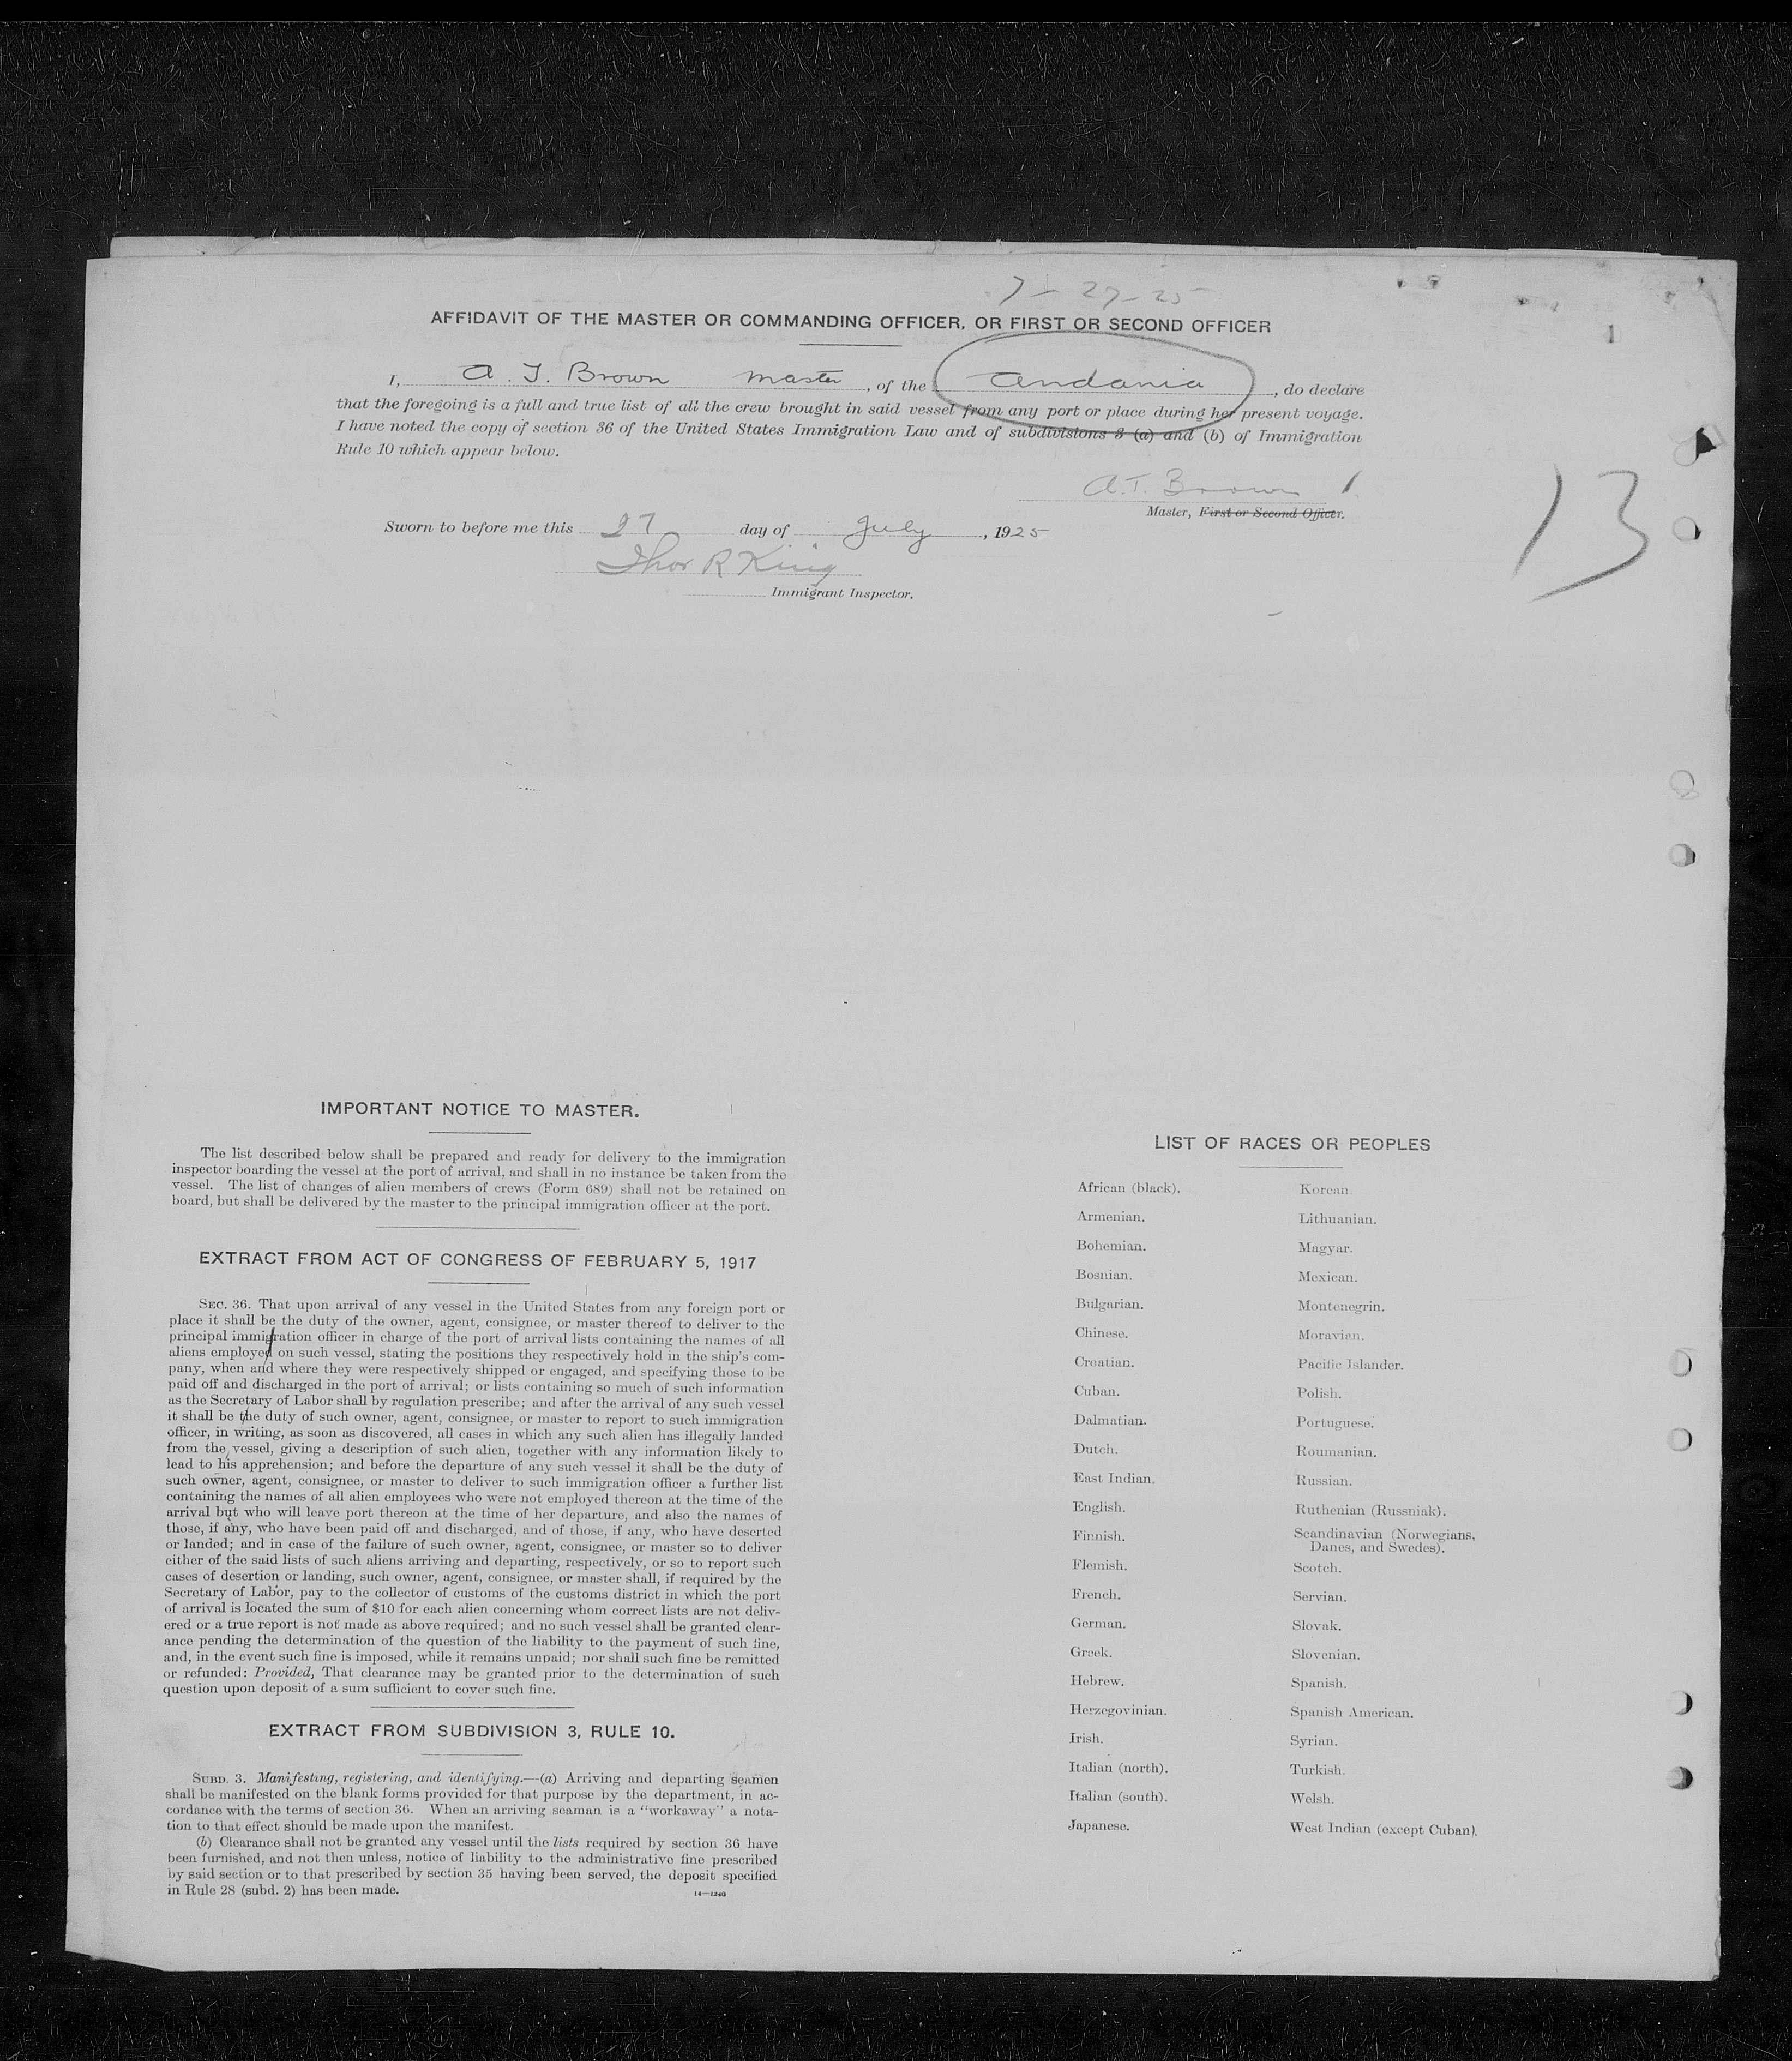 7-27-25
AFFIDAVIT OF THE MASTER OR COMMANDING OFFICER, OR FIRST OR SECOND OFFICER
I, A. T. Brown master, of the Andania, do declare
that the foregoing is a full and true list of all the crew brought in said vessel from any port or place during her present voyage.
I have noted the copy of section 36 of the United States Immigration Law and of subdivisions 3 (a) and (b) of Immigration
Rule 10 which appear below.
A.T. Brown
Master, First or Second Officer.
13
Sworn to before me this 27 day of July, 1925
Thor R King
Immigrant Inspector.
IMPORTANT NOTICE TO MASTER.
The list described below shall be prepared and ready for delivery to the immigration
inspector boarding the vessel at the port of arrival, and shall in no instance be taken from the
vessel. The list of changes of alien members of crews (Form 689) shall not be retained on
board, but shall be delivered by the master to the principal immigration officer at the port.
EXTRACT FROM ACT OF CONGRESS OF FEBRUARY 5, 1917
SEC. 36. That upon arrival of any vessel in the United States from any foreign port or
place it shall be the duty of the owner, agent, consignee, or master thereof to deliver to the
principal immigration officer in charge of the port of arrival lists containing the names of all
aliens employed on such vessel, stating the positions they respectively hold in the ship's com-
pany, when and where they were respectively shipped or engaged, and specifying those to be
paid off and discharged in the port of arrival; or lists containing so much of such information
as the Secretary of Labor shall by regulation prescribe; and after the arrival of any such vessel
it shall be the duty of such owner, agent, consignee, or master to report to such immigration
officer, in writing, as soon as discovered, all cases in which any such alien has illegally landed
from the vessel, giving a description of such alien, together with any information likely to
lead to his apprehension; and before the departure of any such vessel it shall be the duty of
such owner, agent, consignee, or master to deliver to such immigration officer a further list
containing the names of all alien employees who were not employed thereon at the time of the
arrival but who will leave port thereon at the time of her departure, and also the names of
those, if any, who have been paid off and discharged, and of those, if any, who have deserted
or landed; and in case of the failure of such owner, agent, consignee, or master so to deliver
either of the said lists of such aliens arriving and departing, respectively, or so to report such
cases of desertion or landing, such owner, agent, consignee, or master shall, if required by the
Secretary of Labor, pay to the collector of customs of the customs district in which the port
of arrival is located the sum of $10 for each alien concerning whom correct lists are not deliv-
ered or a true report is not made as above required; and no such vessel shall be granted clear-
ance pending the determination of the question of the liability to the payment of such fine,
and, in the event such fine is imposed, while it remains unpaid; nor shall such fine be remitted
or refunded: Provided, That clearance may be granted prior to the determination of such
question upon deposit of a sum sufficient to cover such fine.
EXTRACT FROM SUBDIVISION 3, RULE 10.
SUBD. 3. Manifesting, registering, and identifying.—(a) Arriving and departing seamen
shall be manifested on the blank forms provided for that purpose by the department, in ac-
cordance with the terms of section 36. When an arriving seaman is a "workaway" a nota-
tion to that effect should be made upon the manifest.
(b) Clearance shall not be granted any vessel until the lists required by section 36 have
been furnished, and not then unless, notice of liability to the administrative fine prescribed
by said section or to that prescribed by section 35 having been served, the deposit specified
in Rule 28 (subd. 2) has been made.
14—1240
LIST OF RACES OR PEOPLES
African (black).
Armenian.
Bohemian.
Bosnian.
Bulgarian.
Chinese.
Croatian.
Cuban.
Dalmatian.
Dutch.
East Indian.
English.
Finnish.
Flemish.
French.
German.
Greek.
Hebrew.
Herzegovinian.
Irish.
Italian (north).
Italian (south).
Japanese.
Korean.
Lithuanian.
Magyar.
Mexican.
Montenegrin.
Moravian.
Pacific Islander.
Polish.
Portuguese.
Roumanian.
Russian.
Ruthenian (Russniak).
Scandinavian (Norwegians,
Danes, and Swedes).
Scotch.
Servian.
Slovak.
Slovenian.
Spanish.
Spanish American.
Syrian.
Turkish.
Welsh.
West Indian (except Cuban).